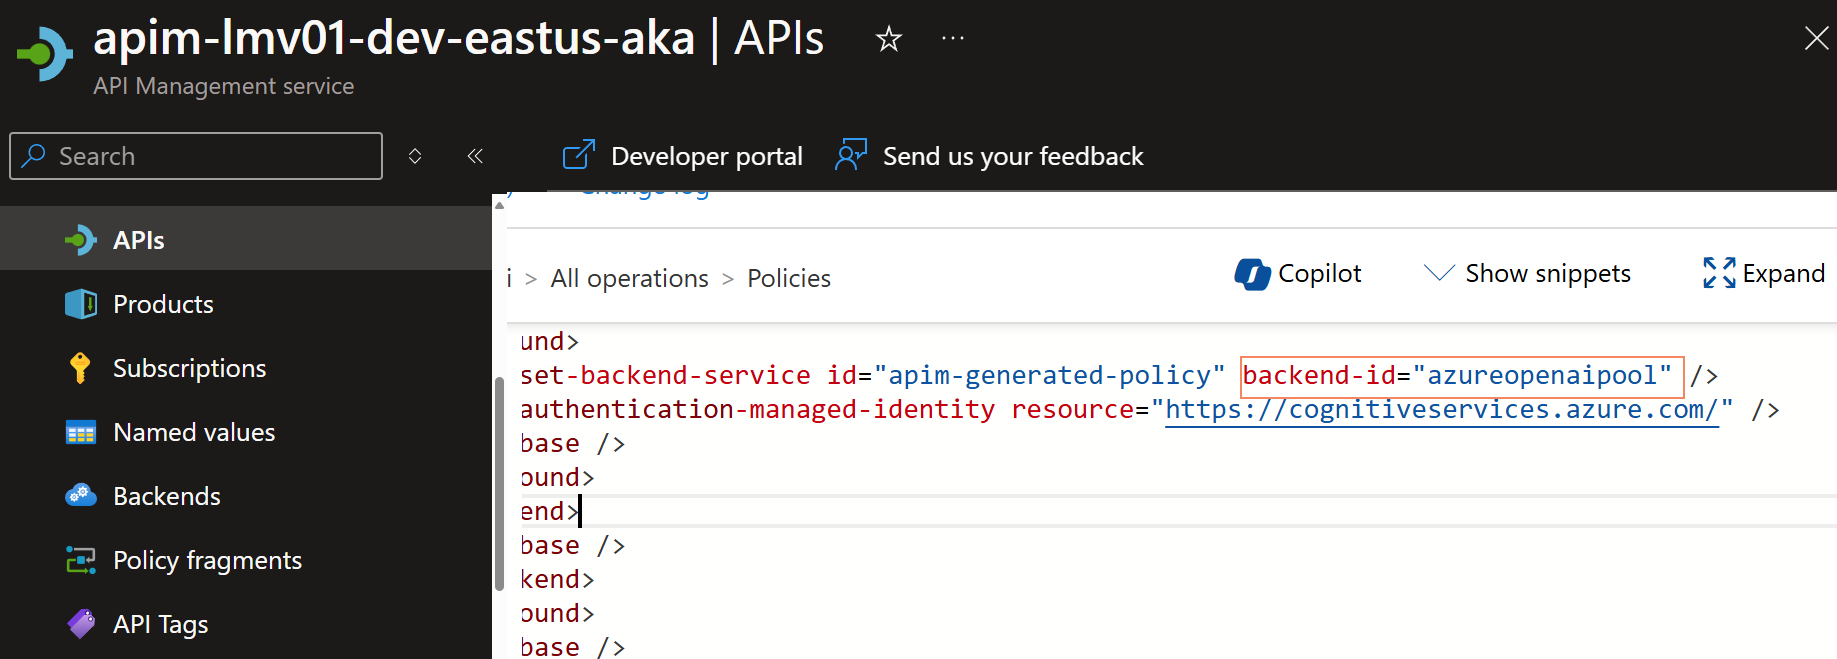 apim-lmv01-dev-eastus-aka | APIs
API Management service
Search
Developer portal
Send us your feedback
Change log
APIs
Products
Subscriptions
Named values
Backends
Policy fragments
API Tags
i > All operations > Policies
Copilot
Show snippets
Expand
und>
set-backend-service id="apim-generated-policy" backend-id="azureopenaipool" />
authentication-managed-identity resource="https://cognitiveservices.azure.com/" />
base />
ound>
end>
base />
kend>
ound>
base />